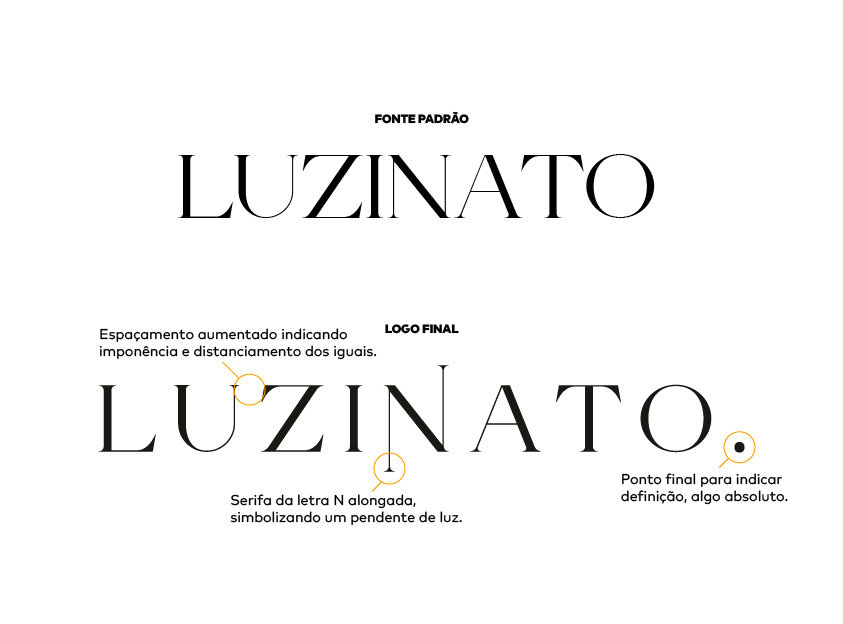 FONTE PADRÃO
LUZINATO
Espaçamento aumentado indicando
imponência e distanciamento dos iguais.
LOGO FINAL
LUZINATO.
Serifa da letra N alongada,
simbolizando um pendente de luz.
Ponto final para indicar
definição, algo absoluto.